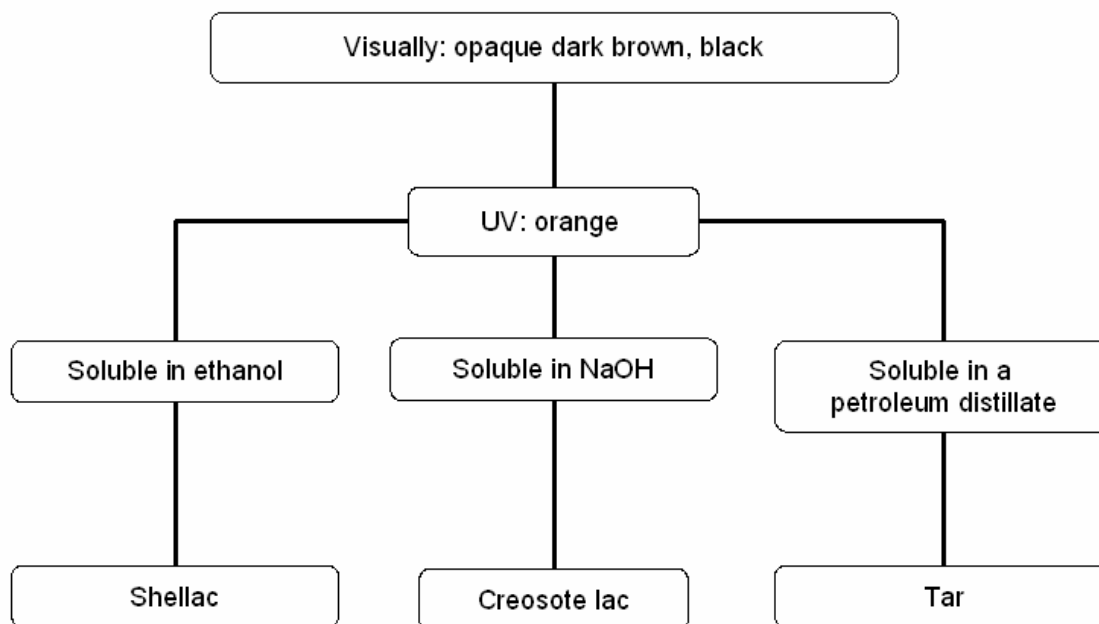 Visually: opaque dark brown, black
UV: orange
Soluble in ethanol
Soluble in NaOH
Soluble in a
petroleum distillate
Shellac
Creosote lac
Tar